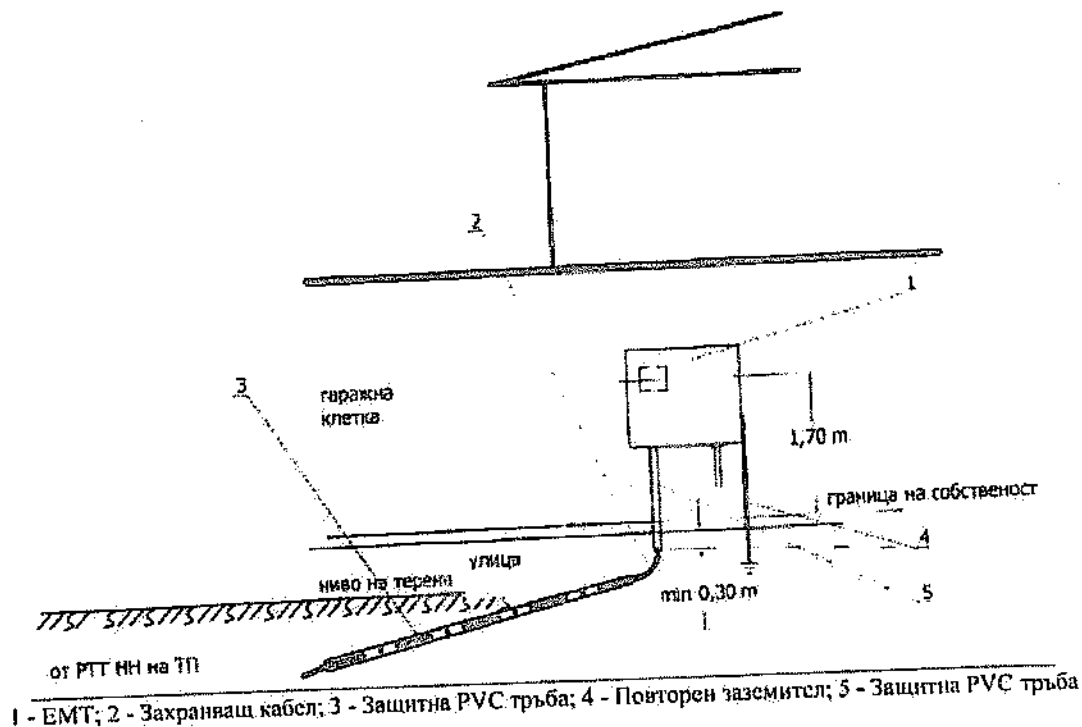 2
1
3
гаражна
клетка
1,70 m
граница на собственост
4
улица
ниво на терени
min 0,30 m
5
от РТТ НН на ТП
1 - ЕМТ; 2 - Захранващ кабел; 3 - Защитна PVC тръба; 4 - Повторен заземител; 5 - Защитна PVC тръба